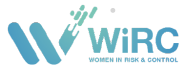 WiRC
WOMEN IN RISK & CONTROL